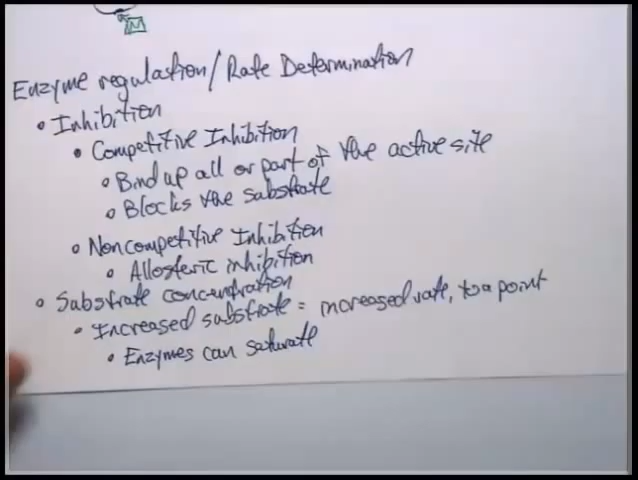 Enzyme regulation/Rate Determination
• Inhibition
• Competitive Inhibition
• Bind up all or part of the active site
• Blocks the substrate
• Noncompetitive Inhibition
• Allosteric inhibition
• Substrate concentration
• Increased substrate = increased rate, to a point
• Enzymes can saturate